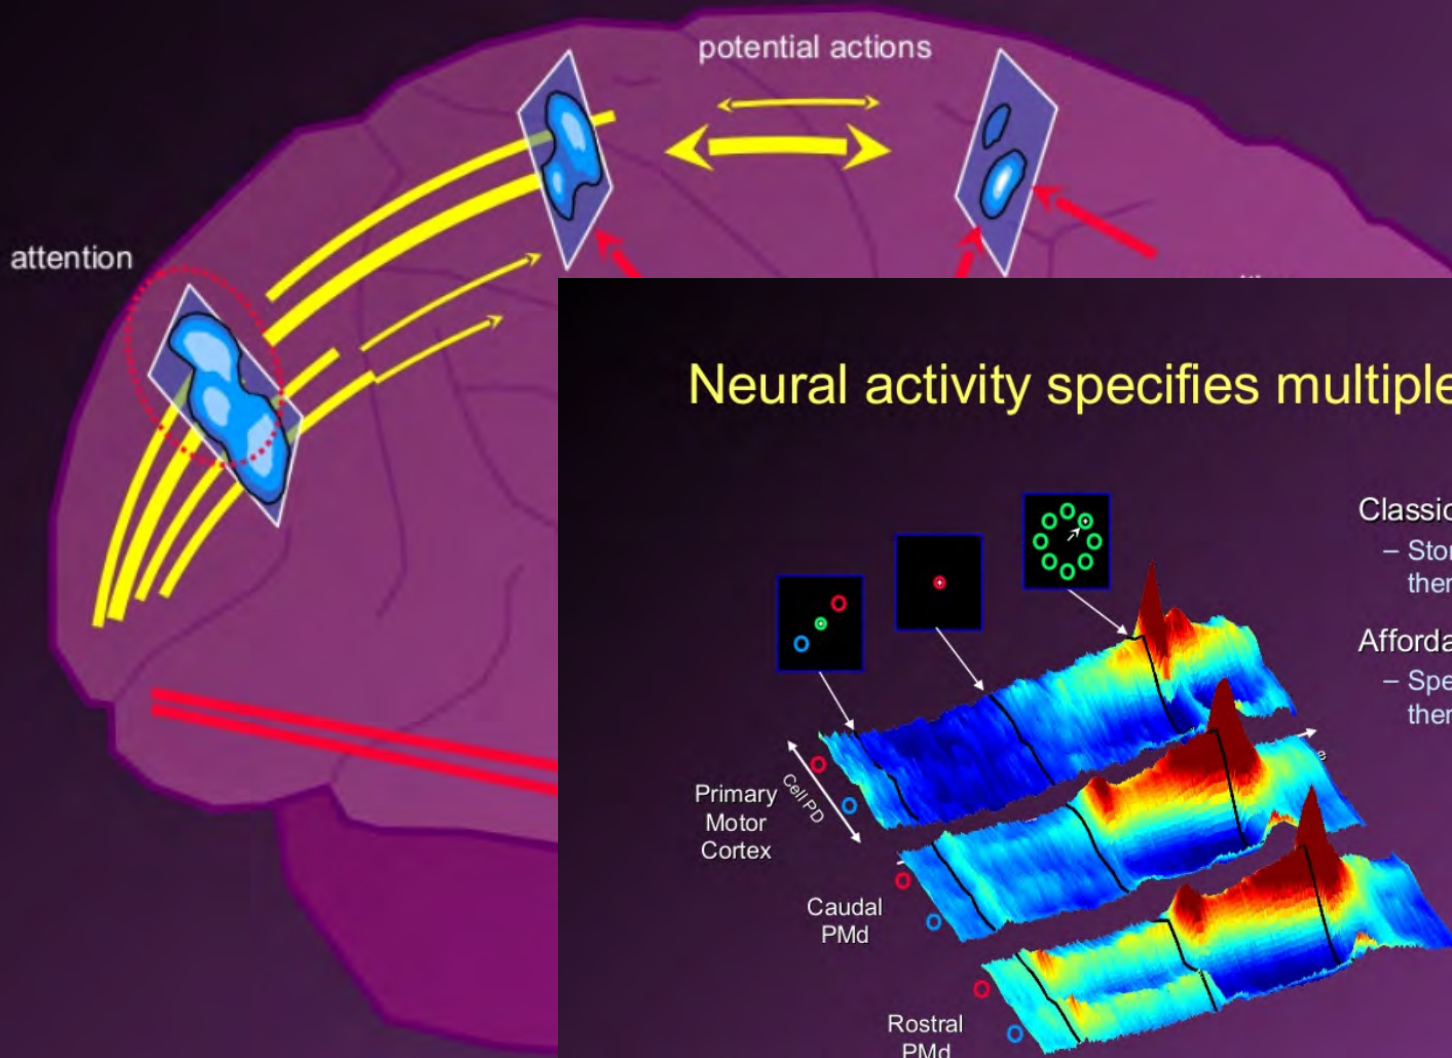 potential actions
attention
Neural activity specifies multiple
Classic
– Stor
ther
Afforda
– Spe
ther
Primary
Motor
Cortex
Cell PD
Caudal
PMd
Rostral
PMd